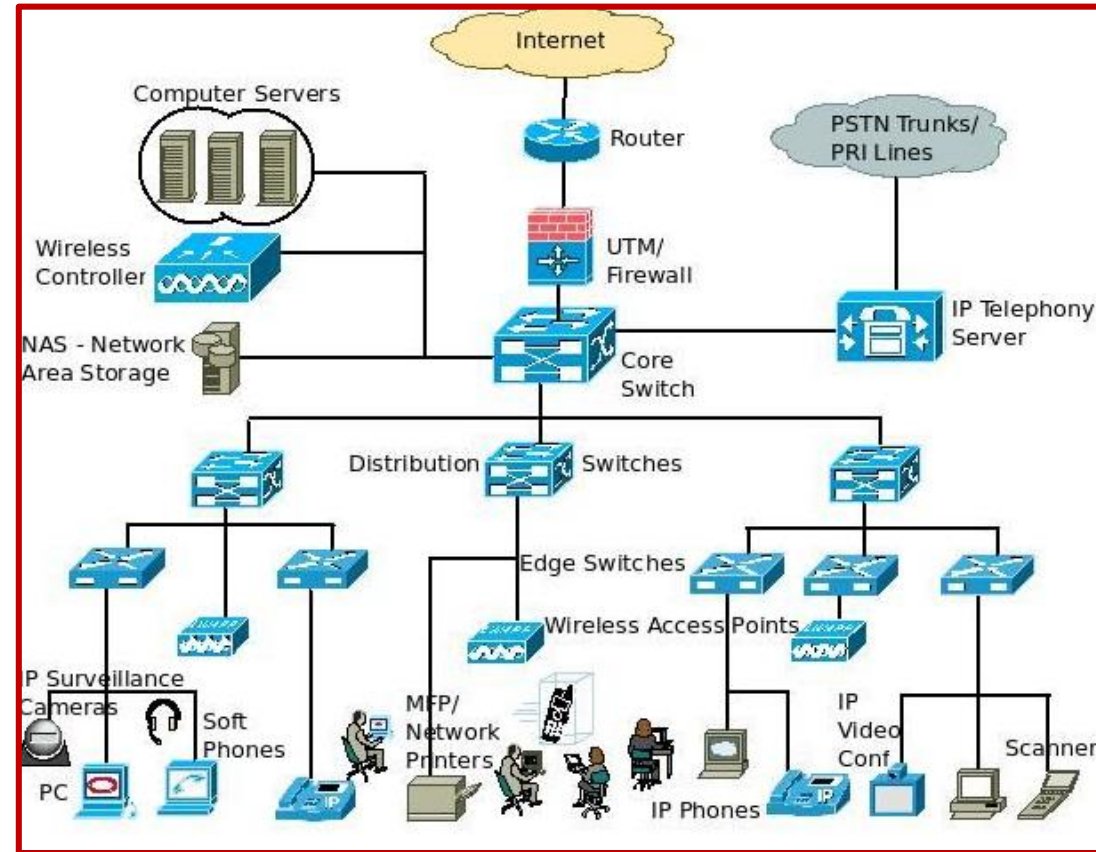 Internet
Computer Servers
Router
PSTN Trunks/
PRI Lines
Wireless
Controller
UTM/
Firewall
NAS - Network
Area Storage
Core
Switch
IP Telephony
Server
Distribution
Switches
Edge Switches
Wireless Access Points
IP Surveillance
Cameras
Soft
Phones
PC
IP
MFP/
Network
Printers
IP Phones
IP
IP
Video
Conf
Scanner